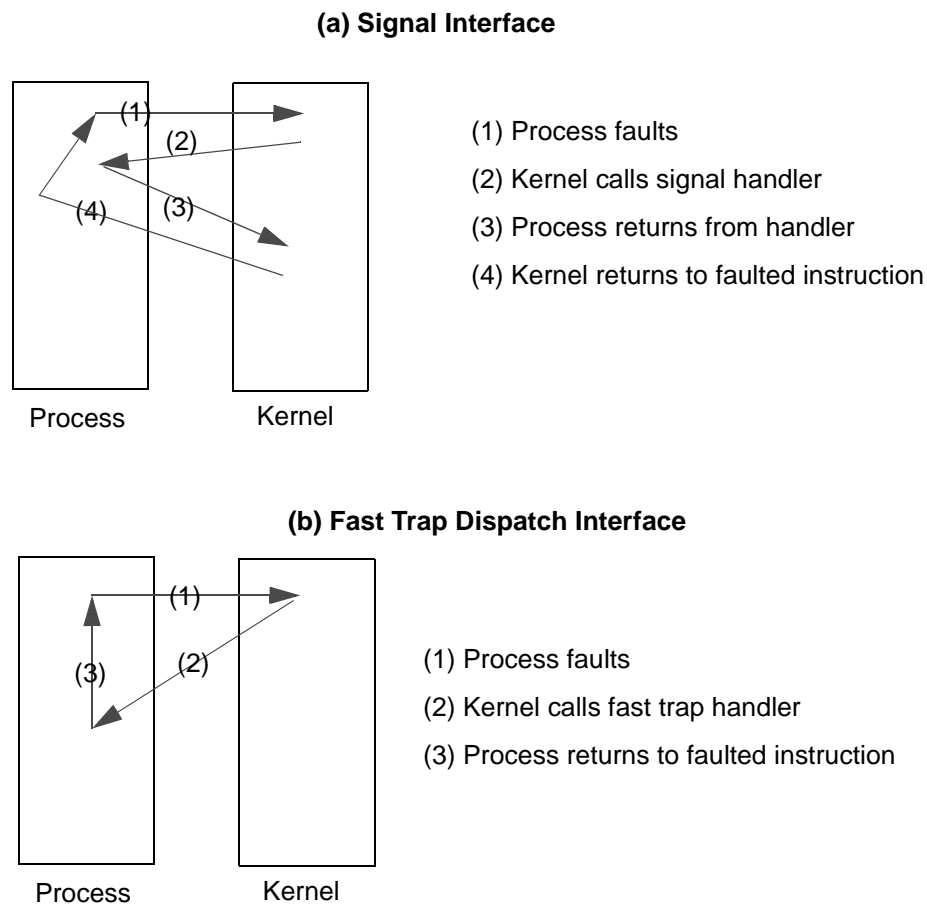 (a) Signal Interface
(1)
(2)
(3)
(4)
(1) Process faults
(2) Kernel calls signal handler
(3) Process returns from handler
(4) Kernel returns to faulted instruction
Process
Kernel
(b) Fast Trap Dispatch Interface
(1)
(2)
(3)
(1) Process faults
(2) Kernel calls fast trap handler
(3) Process returns to faulted instruction
Process
Kernel